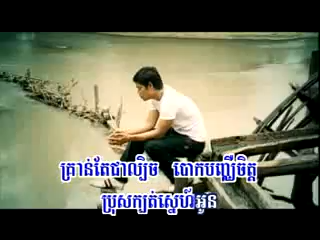 គ្រាន់តែជាល្បិច បោកបញ្ឆើចិត្ត
ប្រុសក្បត់ស្នេហ៍អូន